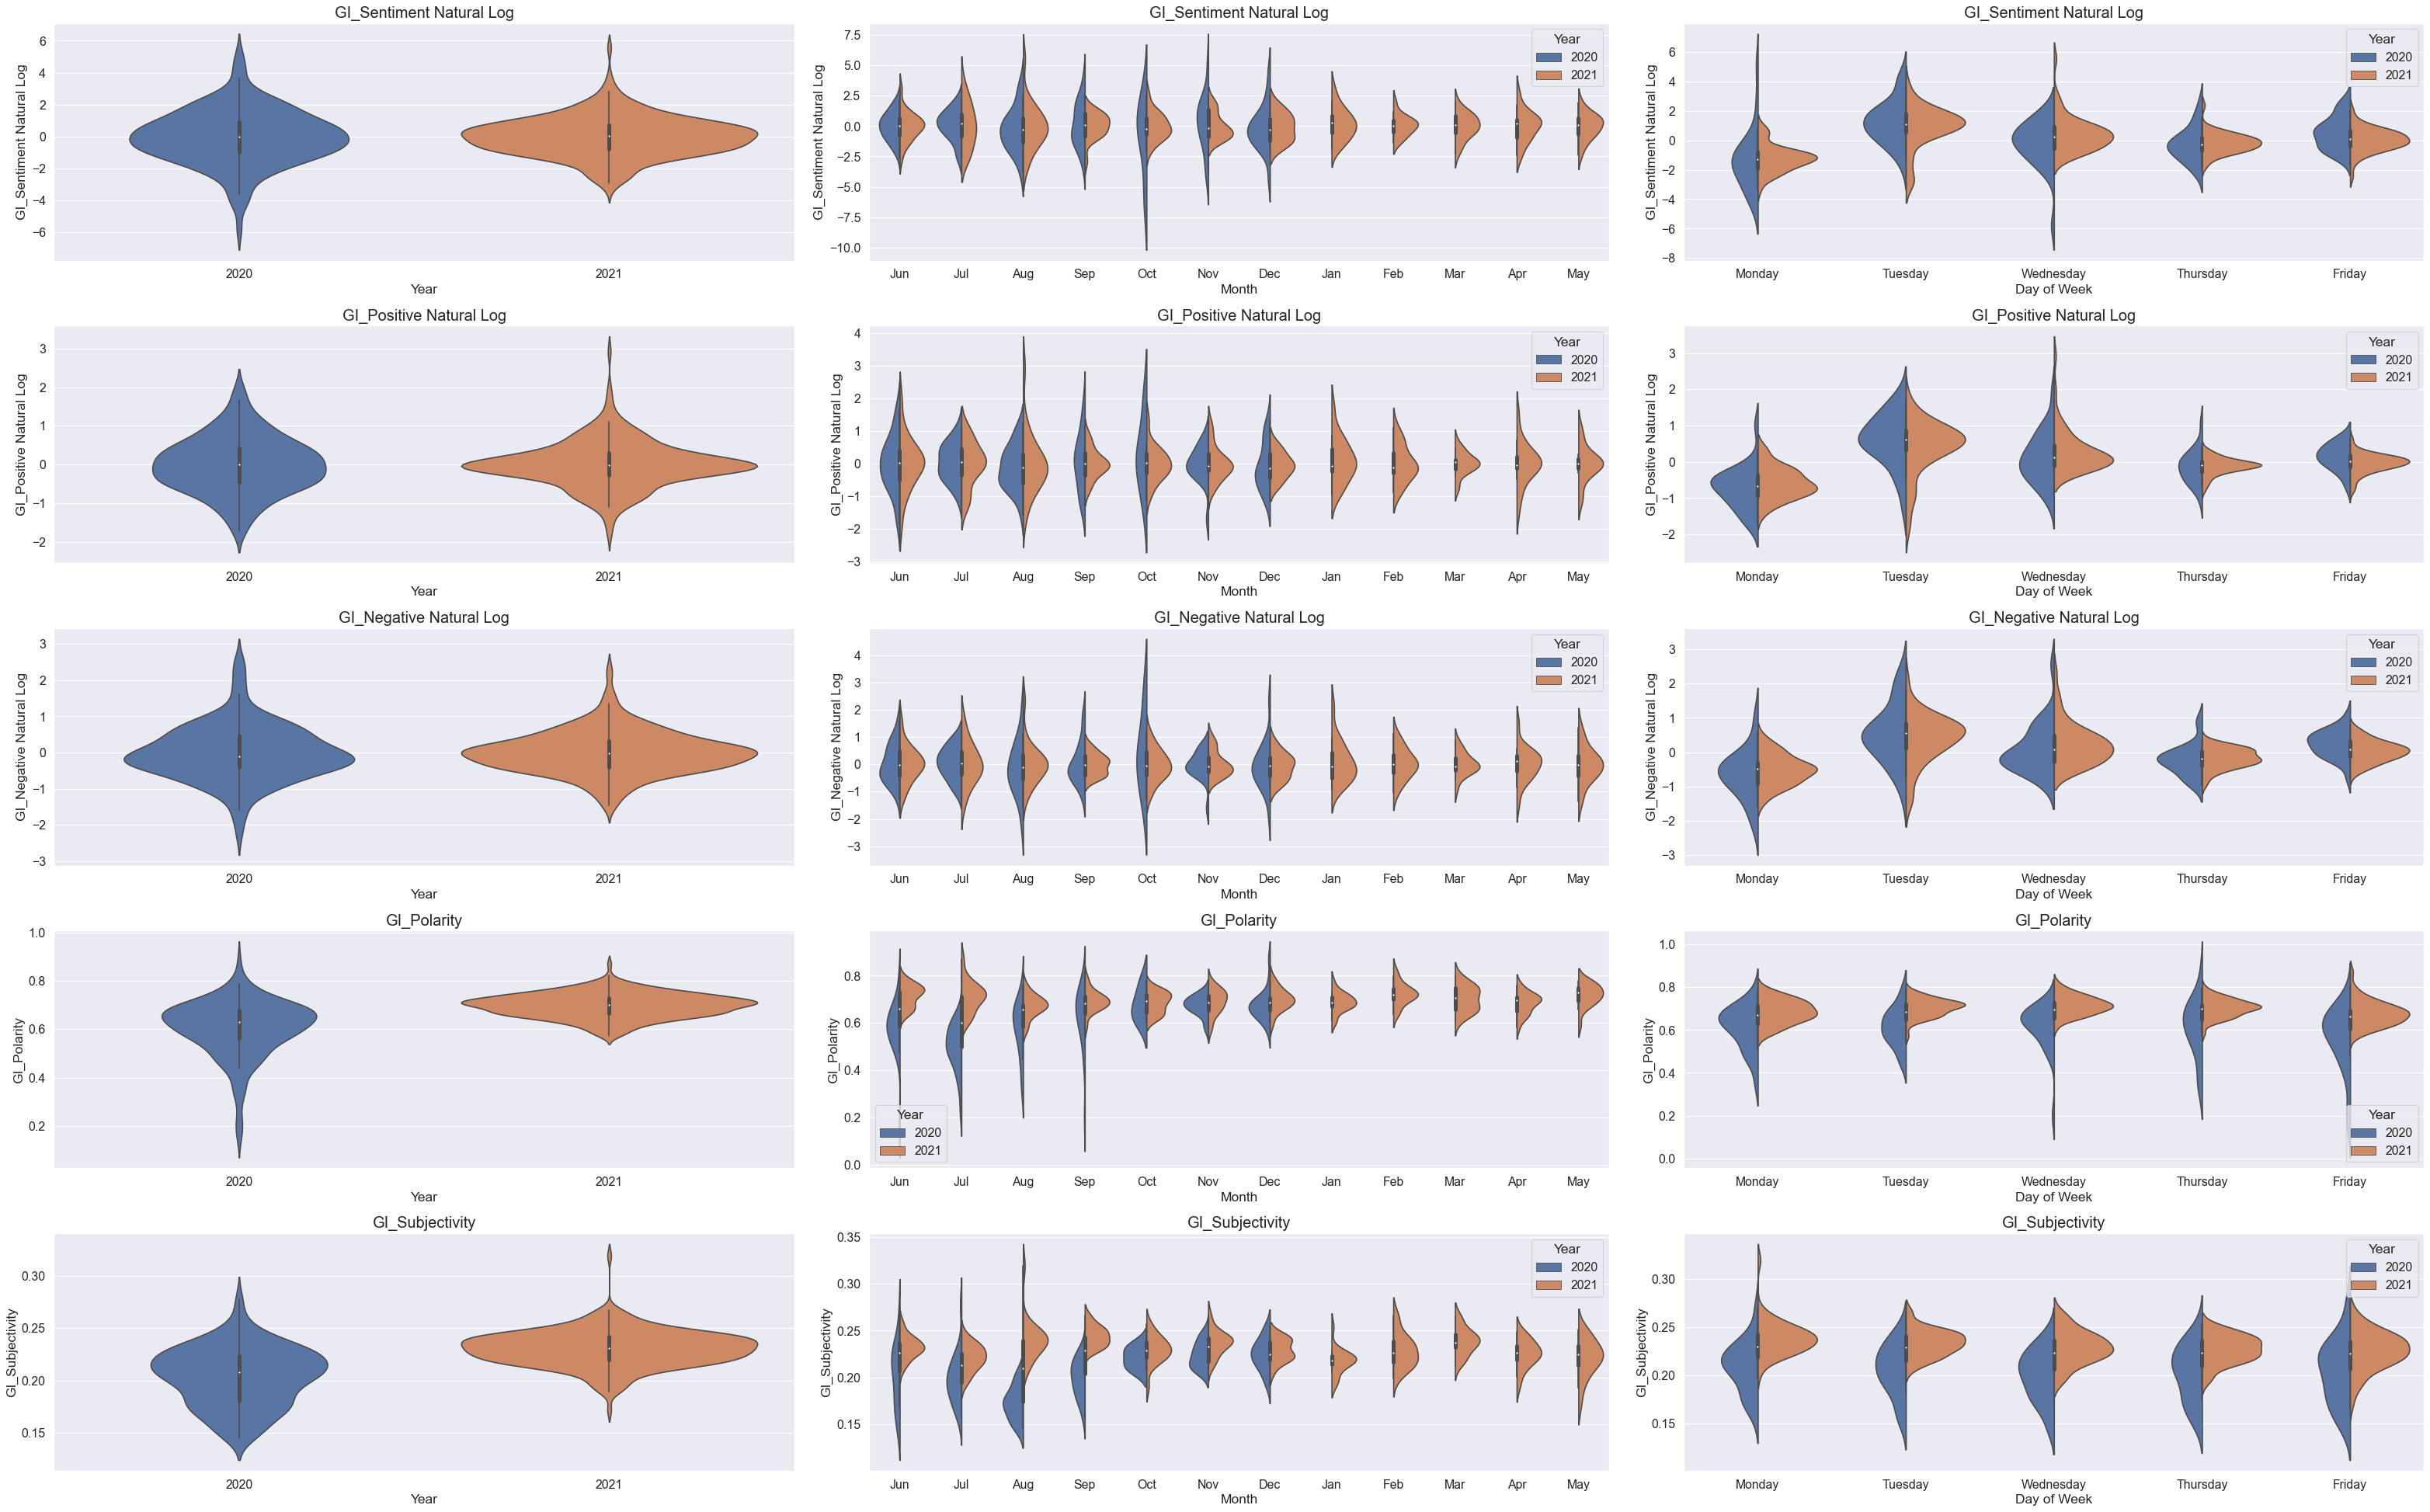 GI_Sentiment Natural Log
GI_Sentiment Natural Log
6
4
2
0
−2
−4
−6
2020
2021
Year
GI_Sentiment Natural Log
GI_Sentiment Natural Log
7.5
5.0
2.5
0.0
−2.5
−5.0
−7.5
−10.0
Year
2020
2021
Jun Jul Aug Sep Oct Nov Dec Jan Feb Mar Apr May
Month
GI_Sentiment Natural Log
GI_Sentiment Natural Log
6
4
2
0
−2
−4
−6
−8
Year
2020
2021
Monday Tuesday Wednesday Thursday Friday
Day of Week
GI_Positive Natural Log
GI_Positive Natural Log
3
2
1
0
−1
−2
2020
2021
Year
GI_Positive Natural Log
GI_Positive Natural Log
4
3
2
1
0
−1
−2
−3
Year
2020
2021
Jun Jul Aug Sep Oct Nov Dec Jan Feb Mar Apr May
Month
GI_Positive Natural Log
GI_Positive Natural Log
3
2
1
0
−1
−2
Year
2020
2021
Monday Tuesday Wednesday Thursday Friday
Day of Week
GI_Negative Natural Log
GI_Negative Natural Log
3
2
1
0
−1
−2
−3
2020
2021
Year
GI_Negative Natural Log
GI_Negative Natural Log
4
3
2
1
0
−1
−2
−3
Year
2020
2021
Jun Jul Aug Sep Oct Nov Dec Jan Feb Mar Apr May
Month
GI_Negative Natural Log
GI_Negative Natural Log
3
2
1
0
−1
−2
−3
Year
2020
2021
Monday Tuesday Wednesday Thursday Friday
Day of Week
GI_Polarity
GI_Polarity
1.0
0.8
0.6
0.4
0.2
2020
2021
Year
GI_Polarity
GI_Polarity
0.8
0.6
0.4
0.2
0.0
Year
2020
2021
Jun Jul Aug Sep Oct Nov Dec Jan Feb Mar Apr May
Month
GI_Polarity
GI_Polarity
1.0
0.8
0.6
0.4
0.2
0.0
Year
2020
2021
Monday Tuesday Wednesday Thursday Friday
Day of Week
GI_Subjectivity
GI_Subjectivity
0.30
0.25
0.20
0.15
2020
2021
Year
GI_Subjectivity
GI_Subjectivity
0.35
0.30
0.25
0.20
0.15
Year
2020
2021
Jun Jul Aug Sep Oct Nov Dec Jan Feb Mar Apr May
Month
GI_Subjectivity
GI_Subjectivity
0.30
0.25
0.20
0.15
Year
2020
2021
Monday Tuesday Wednesday Thursday Friday
Day of Week